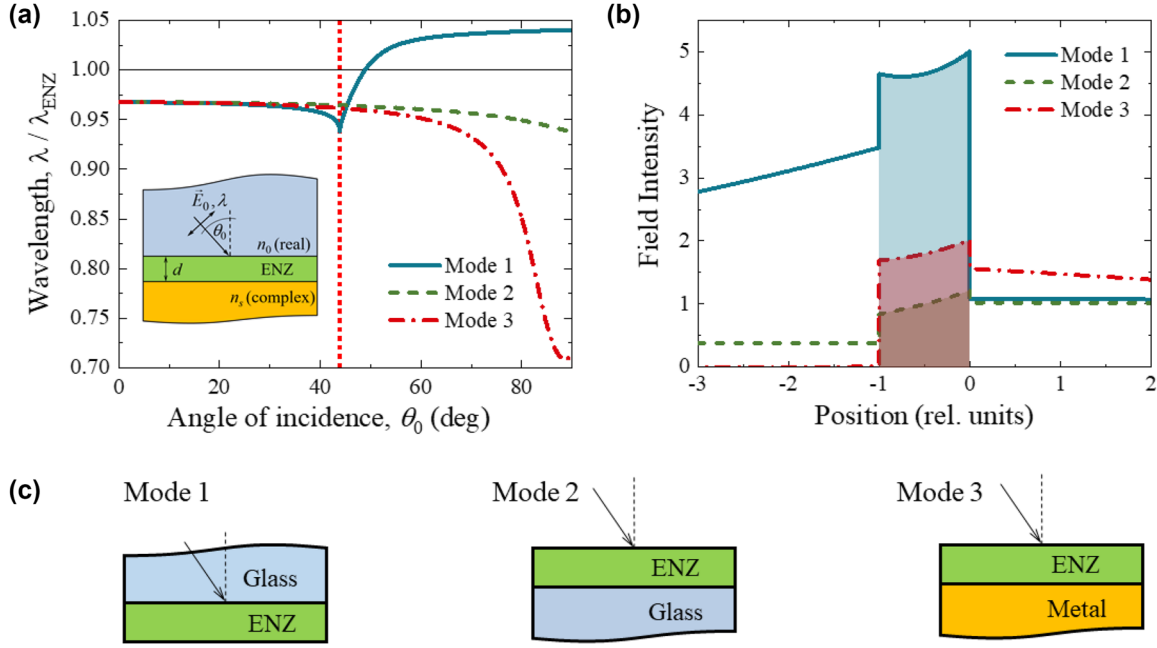 (a)
1.05
1.00
0.95
0.90
0.85
0.80
0.75
0.70
Wavelength, λ / λENZ
0
20
40
60
80
Angle of incidence, θ0 (deg)
E⃗0, λ
θ0
n0 (real)
d
ENZ
ns (complex)
Mode 1
Mode 2
Mode 3
(b)
5
4
3
2
1
0
Field Intensity
-3
-2
-1
0
1
2
Position (rel. units)
Mode 1
Mode 2
Mode 3
(c)
Mode 1
Glass
ENZ
Mode 2
ENZ
Glass
Mode 3
ENZ
Metal